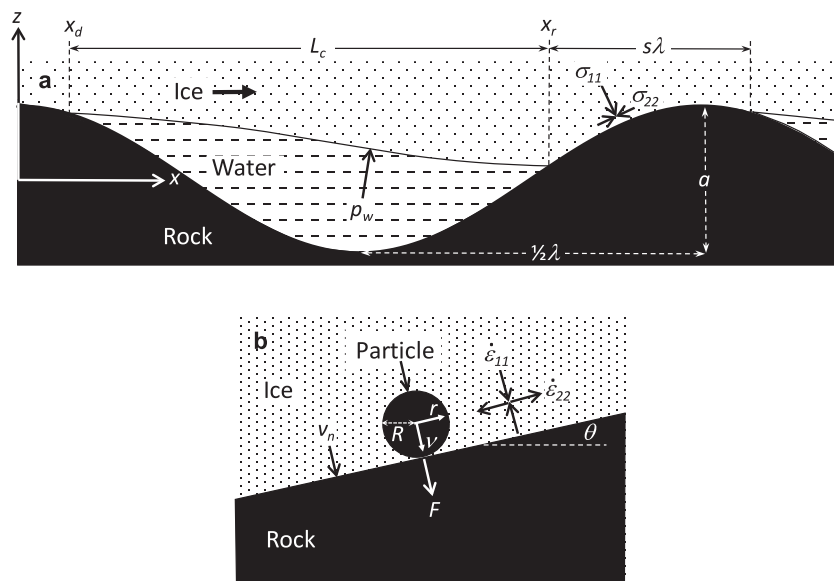 z
x_d
L_c
x_r
sλ
a
Ice
σ_11
σ_22
Water
x
p_w
a
Rock
½λ
b
Particle
ε̇_11
Ice
ε̇_22
r
R
v
v_n
θ
F
Rock